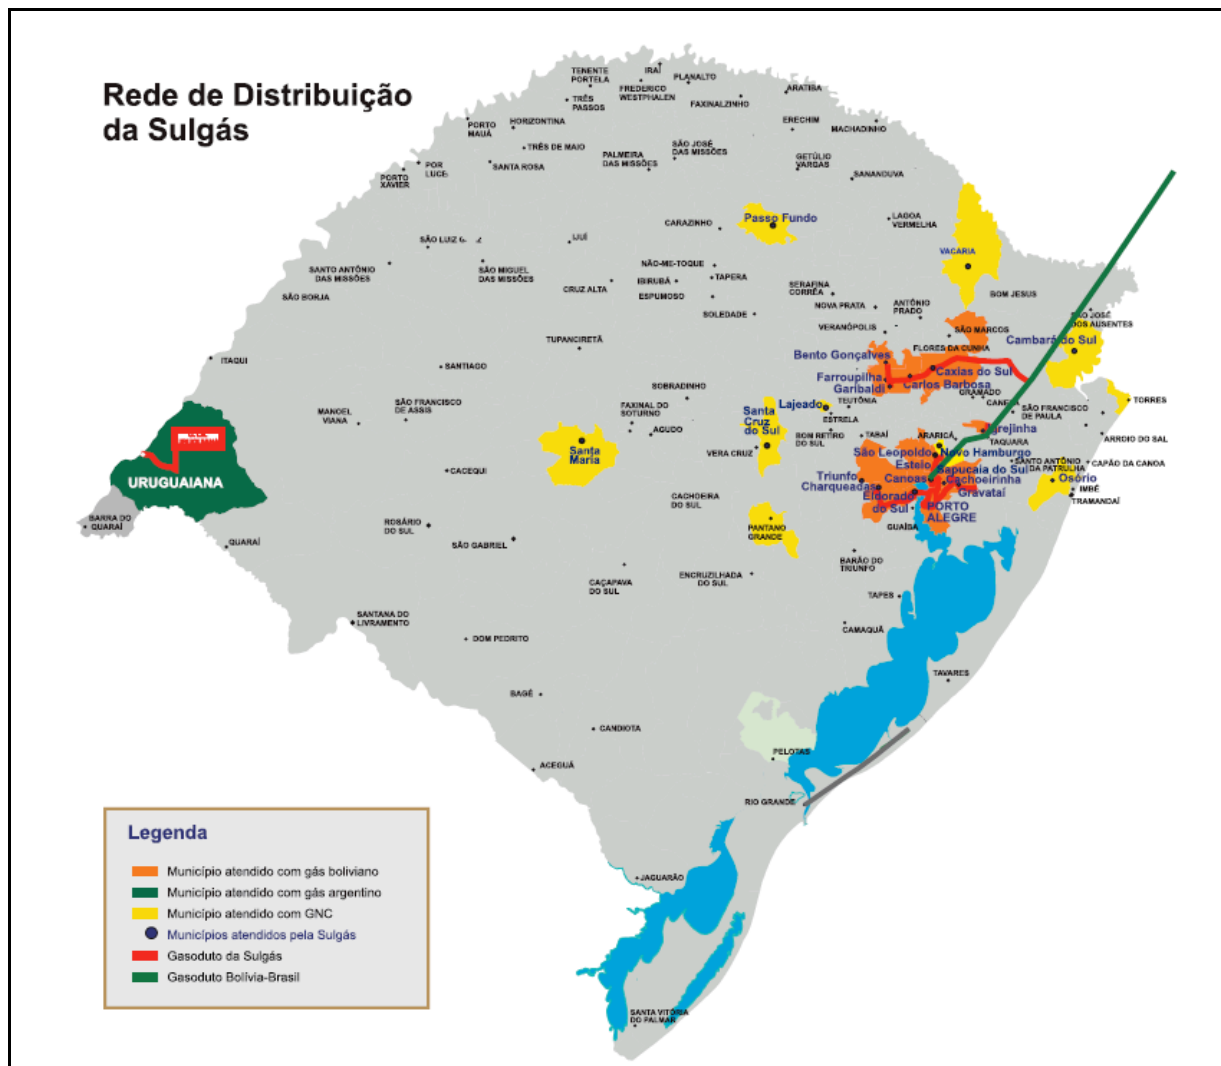 Rede de Distribuição
da Sulgás
TENENTE
PORTELA
IRAÍ
PLANALTO
FREDERICO
WESTPHALEN
ARATIBA
TRÊS
PASSOS
FAXINALZINHO
PORTO
MAUÁ
HORIZONTINA
ERECHIM
MACHADINHO
TRÊS DE MAIO
SÃO JOSÉ
DAS MISSÕES
PALMEIRA
DAS MISSÕES
GETÚLIO
VARGAS
POR
LUCE
SANTA ROSA
PORTO
XAVIER
SANANDUVA
Passo Fundo
LAGOA
VERMELHA
CARAZINHO
SÃO LUIZ G
IJUÍ
VACARIA
SANTO ANTÔNIO
DAS MISSÕES
SÃO MIGUEL
DAS MISSÕES
NÃO-ME-TOQUE
TAPERA
IBIRUBÁ
CRUZ ALTA
ESPUMOSO
SERAFINA
CORRÊA
SÃO BORJA
BOM JESUS
NOVA PRATA
ANTÔNIO
PRADO
SOLEDADE
SÃO JOSÉ
DOS AUSENTES
VERANÓPOLIS
SÃO MARCOS
TUPANCIRETÃ
FLORES DA CUNHA
Cambará do Sul
ITAQUI
Bento Gonçalves
SANTIAGO
Caxias do Sul
Farroupilha
Carlos Barbosa
Garibaldi
SOBRADINHO
GRAMADO
CANELA
TORRES
MANOEL
VIANA
SÃO FRANCISCO
DE ASSIS
FAXINAL DO
SOTURNO
Lajeado
TEUTÔNIA
ESTRELA
Santa
Cruz
do Sul
SÃO FRANCISCO
DE PAULA
AGUDO
BOM RETIRO
DO SUL
TABAÍ
ARARICÁ
Igrejinha
TAQUARA
ARROIO DO SAL
VERA CRUZ
São Leopoldo
Novo Hamburgo
Santa
Maria
Esteio
SANTO ANTÔNIO
DA PATRULHA
CAPÃO DA CANOA
CACEQUI
Sapucaia do Sul
Triunfo
Canoas
Cachoeirinha
Osório
URUGUAIANA
Charqueadas
Gravataí
IMBÉ
TRAMANDAÍ
CACHOEIRA
DO SUL
Eldorado
do Sul
PORTO
ALEGRE
BARRA DO
QUARAÍ
ROSÁRIO
DO SUL
PANTANO
GRANDE
GUAÍBA
QUARAÍ
SÃO GABRIEL
BARÃO DO
TRIUNFO
CAÇAPAVA
DO SUL
ENCRUZILHADA
DO SUL
TAPES
SANTANA DO
LIVRAMENTO
CAMAQUÃ
DOM PEDRITO
TAVARES
BAGÉ
CANDIOTA
PELOTAS
ACEGUÁ
RIO GRANDE
JAGUARÃO
SANTA VITÓRIA
DO PALMAR
Legenda
Município atendido com gás boliviano
Município atendido com gás argentino
Município atendido com GNC
Municípios atendidos pela Sulgás
Gasoduto da Sulgás
Gasoduto Bolívia-Brasil